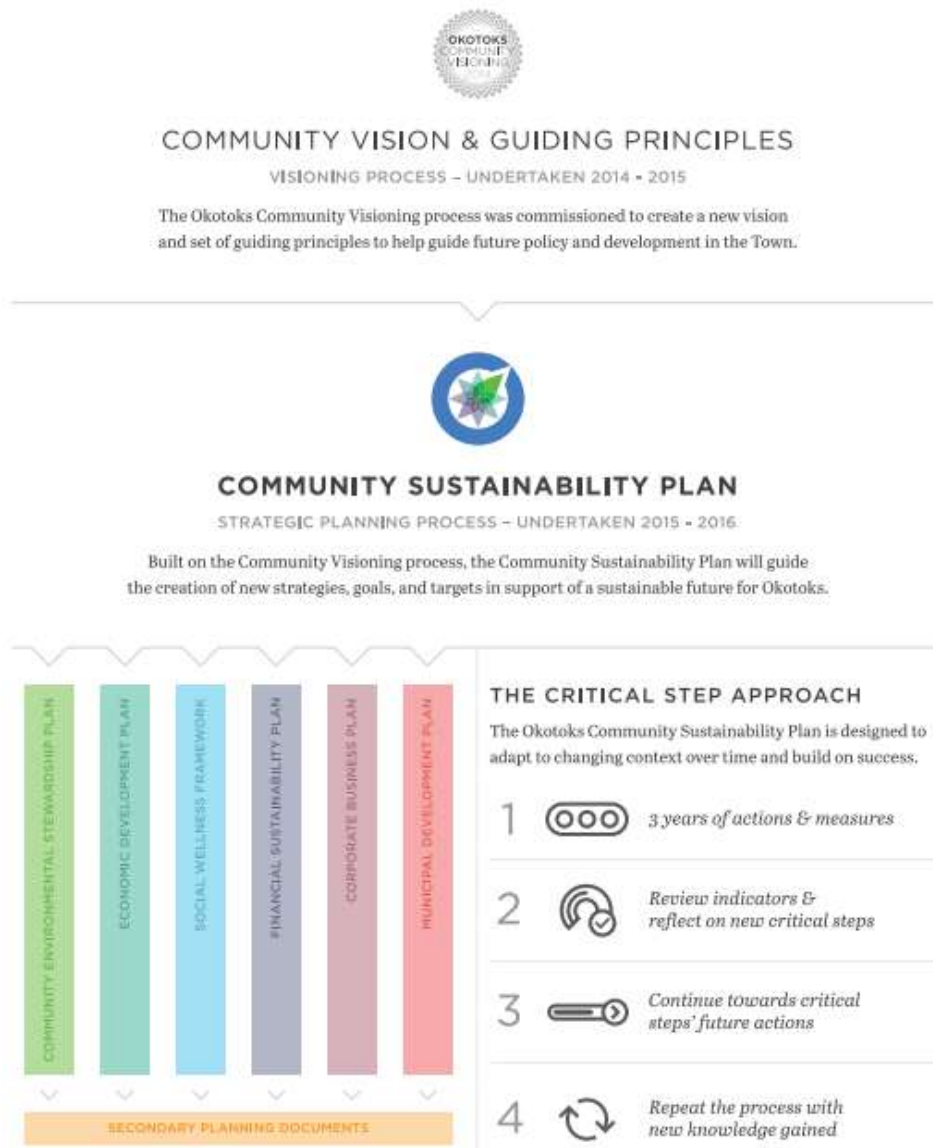 OKOTOKS
COMMUNITY
VISIONING
COMMUNITY VISION & GUIDING PRINCIPLES
VISIONING PROCESS – UNDERTAKEN 2014 - 2015
The Okotoks Community Visioning process was commissioned to create a new vision
and set of guiding principles to help guide future policy and development in the Town.
COMMUNITY SUSTAINABILITY PLAN
STRATEGIC PLANNING PROCESS – UNDERTAKEN 2015 - 2016
Built on the Community Visioning process, the Community Sustainability Plan will guide
the creation of new strategies, goals, and targets in support of a sustainable future for Okotoks.
COMMUNITY ENVIRONMENTAL STEWARDSHIP PLAN
ECONOMIC DEVELOPMENT PLAN
SOCIAL WELLNESS FRAMEWORK
FINANCIAL SUSTAINABILITY PLAN
CORPORATE BUSINESS PLAN
MUNICIPAL DEVELOPMENT PLAN
SECONDARY PLANNING DOCUMENTS
THE CRITICAL STEP APPROACH
The Okotoks Community Sustainability Plan is designed to
adapt to changing context over time and build on success.
1 3 years of actions & measures
2 Review indicators &
reflect on new critical steps
3 Continue towards critical
steps' future actions
4 Repeat the process with
new knowledge gained